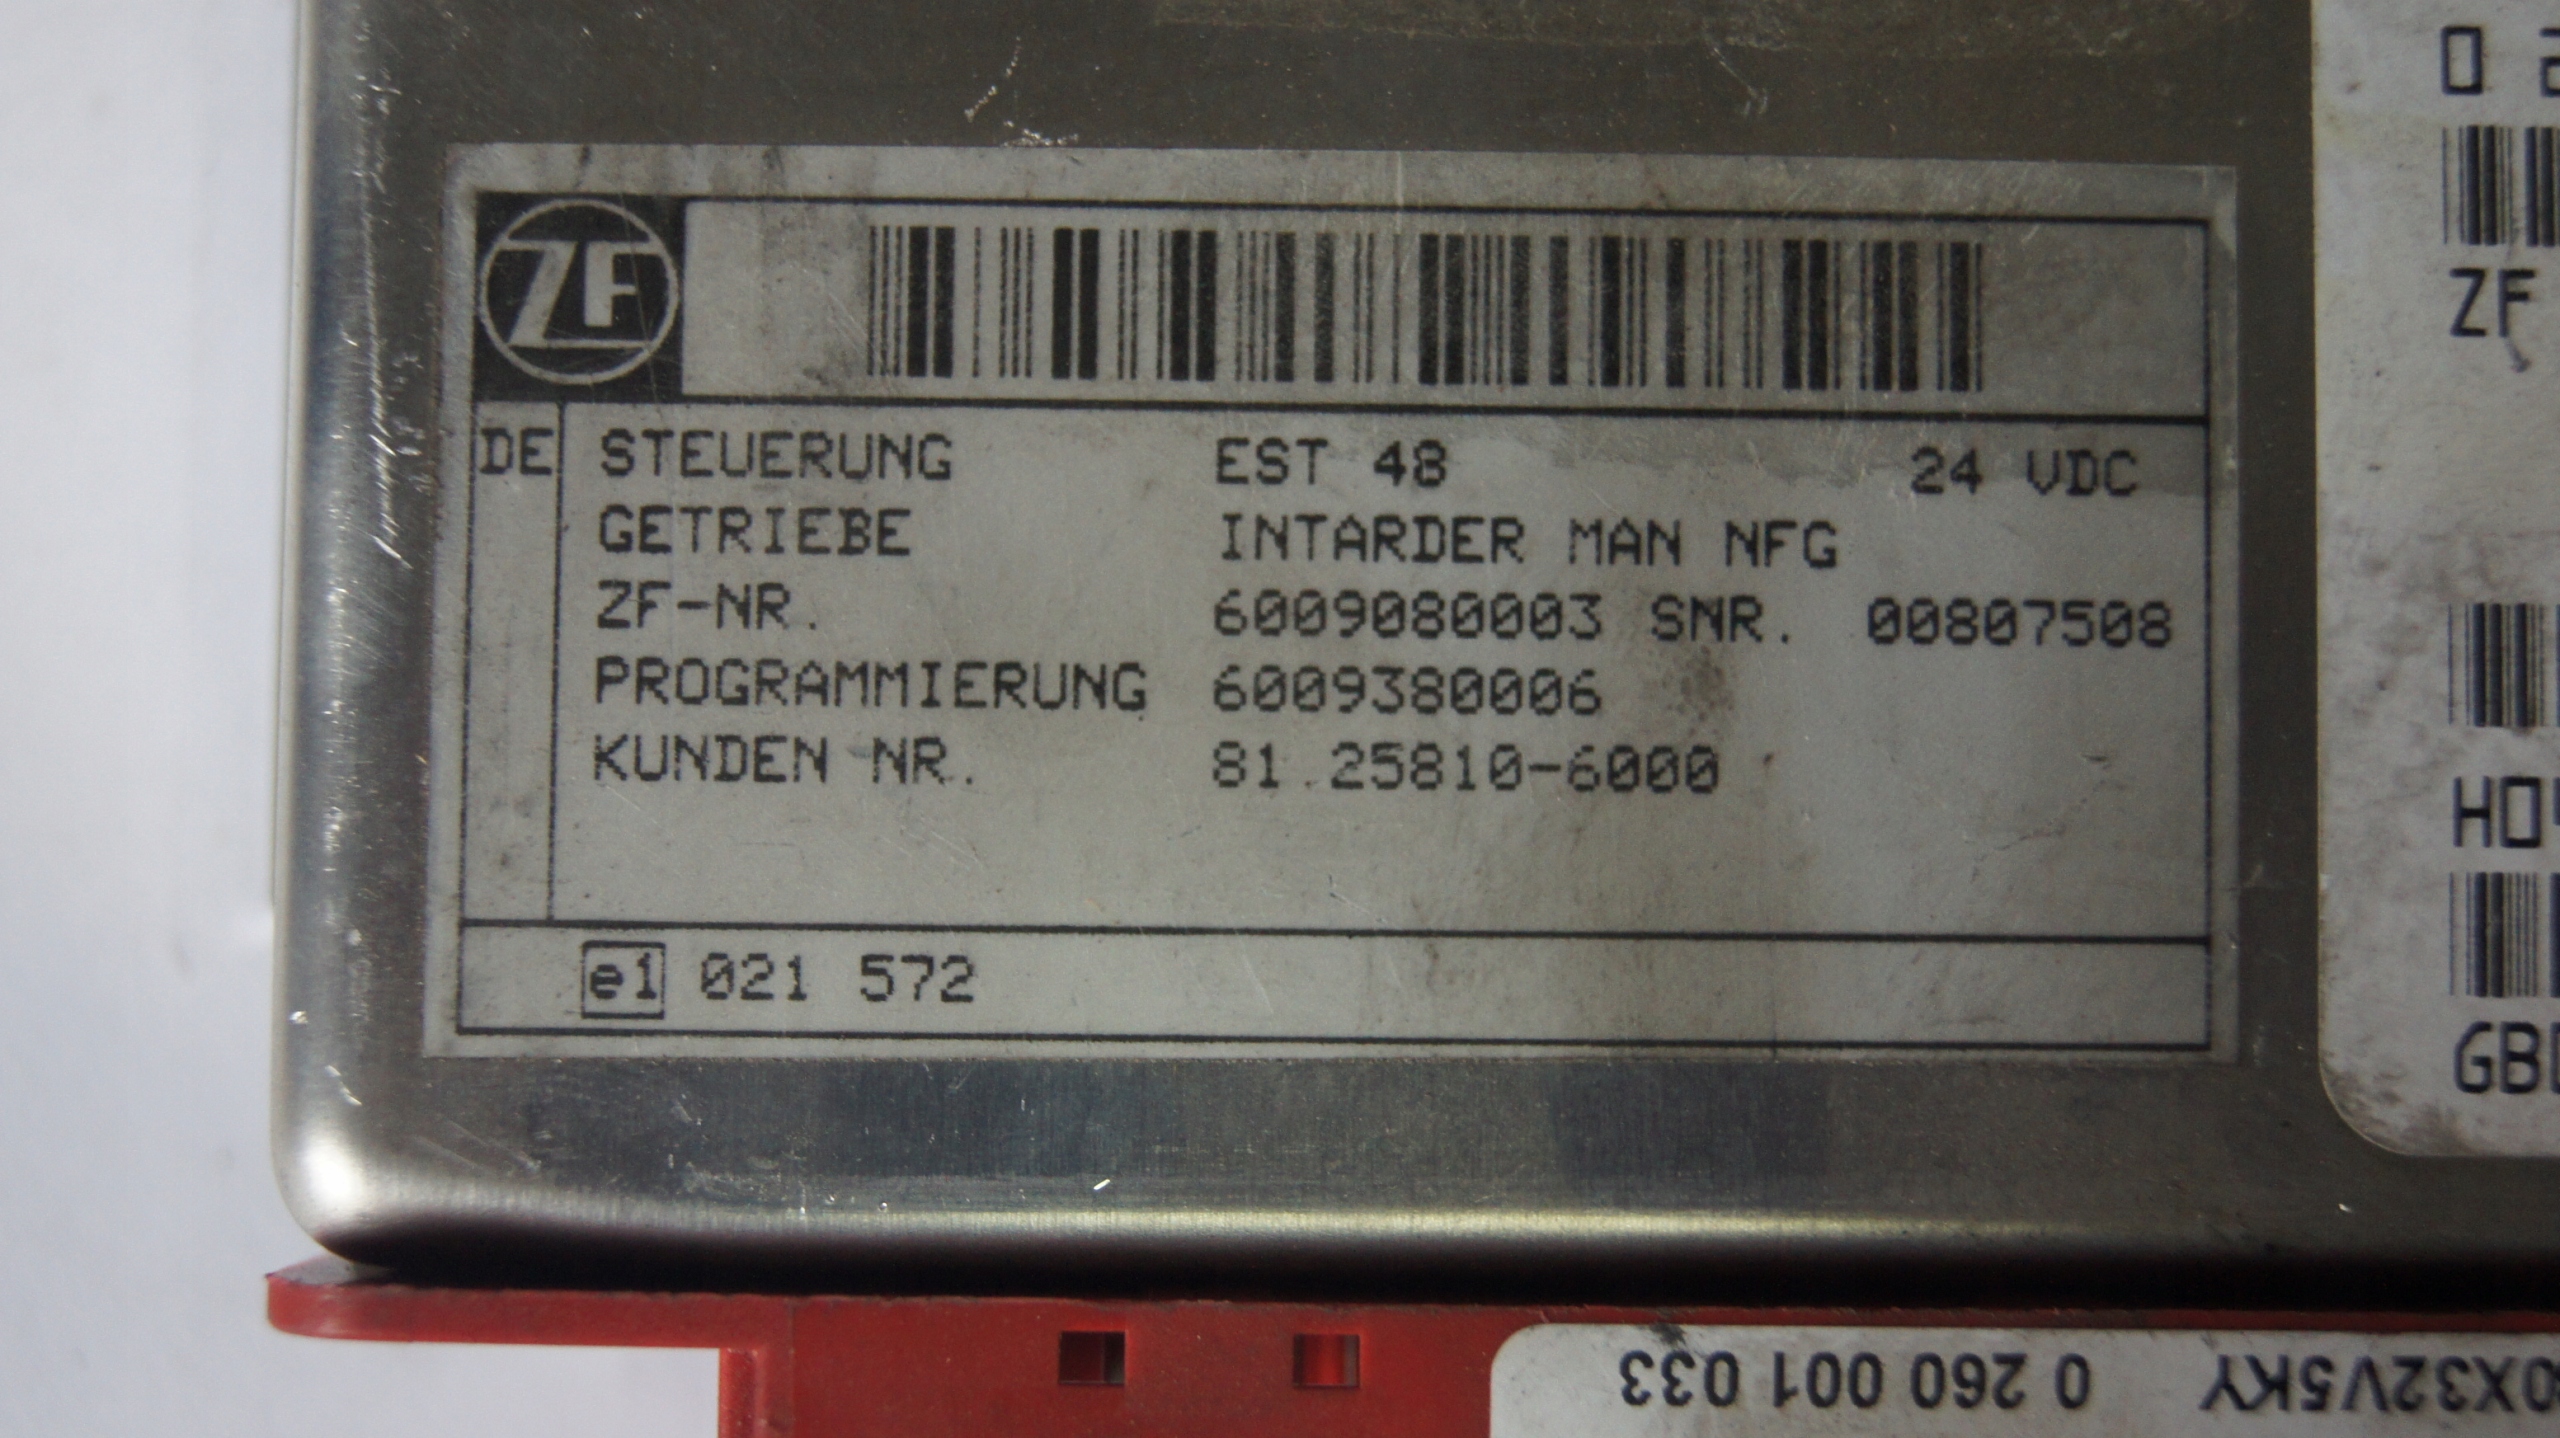 ZF
DE STEUERUNG EST 48 24 VDC
GETRIEBE INTARDER MAN NFG
ZF-NR. 6009080003 SNR. 00807508
PROGRAMMIERUNG 6009380006
KUNDEN NR. 81.25810-6000
e1 021 572
ZF
0 260 001 033